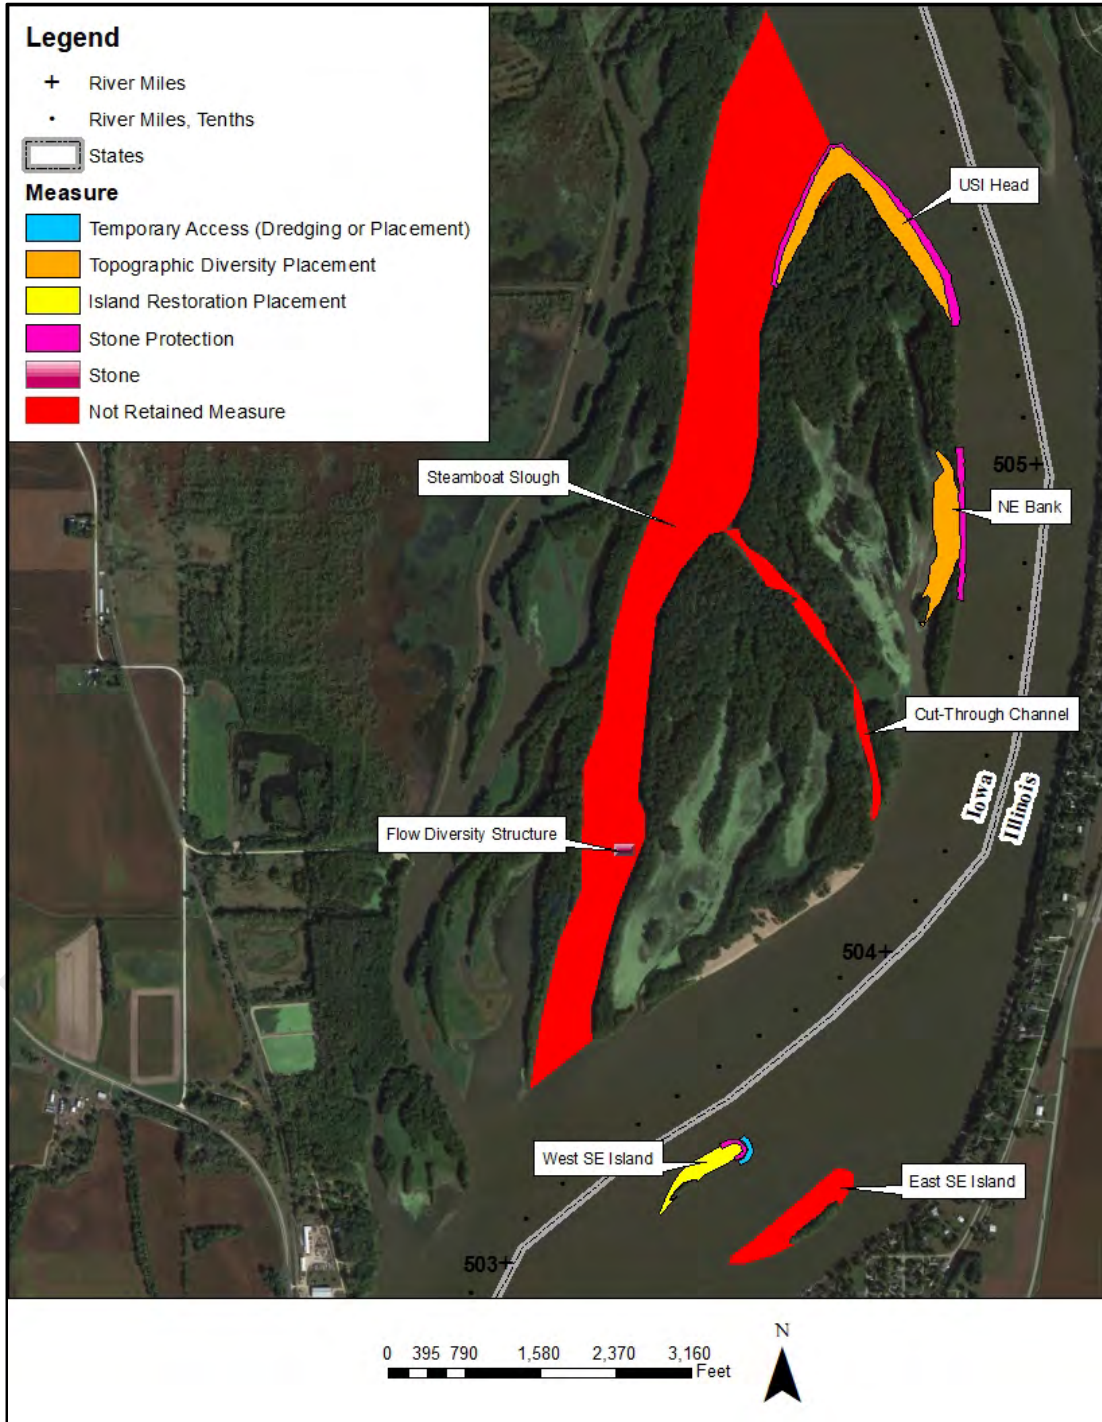 Legend
River Miles
River Miles, Tenths
States
Measure
Temporary Access (Dredging or Placement)
Topographic Diversity Placement
Island Restoration Placement
Stone Protection
Stone
Not Retained Measure
USI Head
505
Steamboat Slough
NE Bank
Cut-Through Channel
Iowa
Illinois
Flow Diversity Structure
504
West SE Island
East SE Island
503
N
0 395 790 1,580 2,370 3,160
Feet